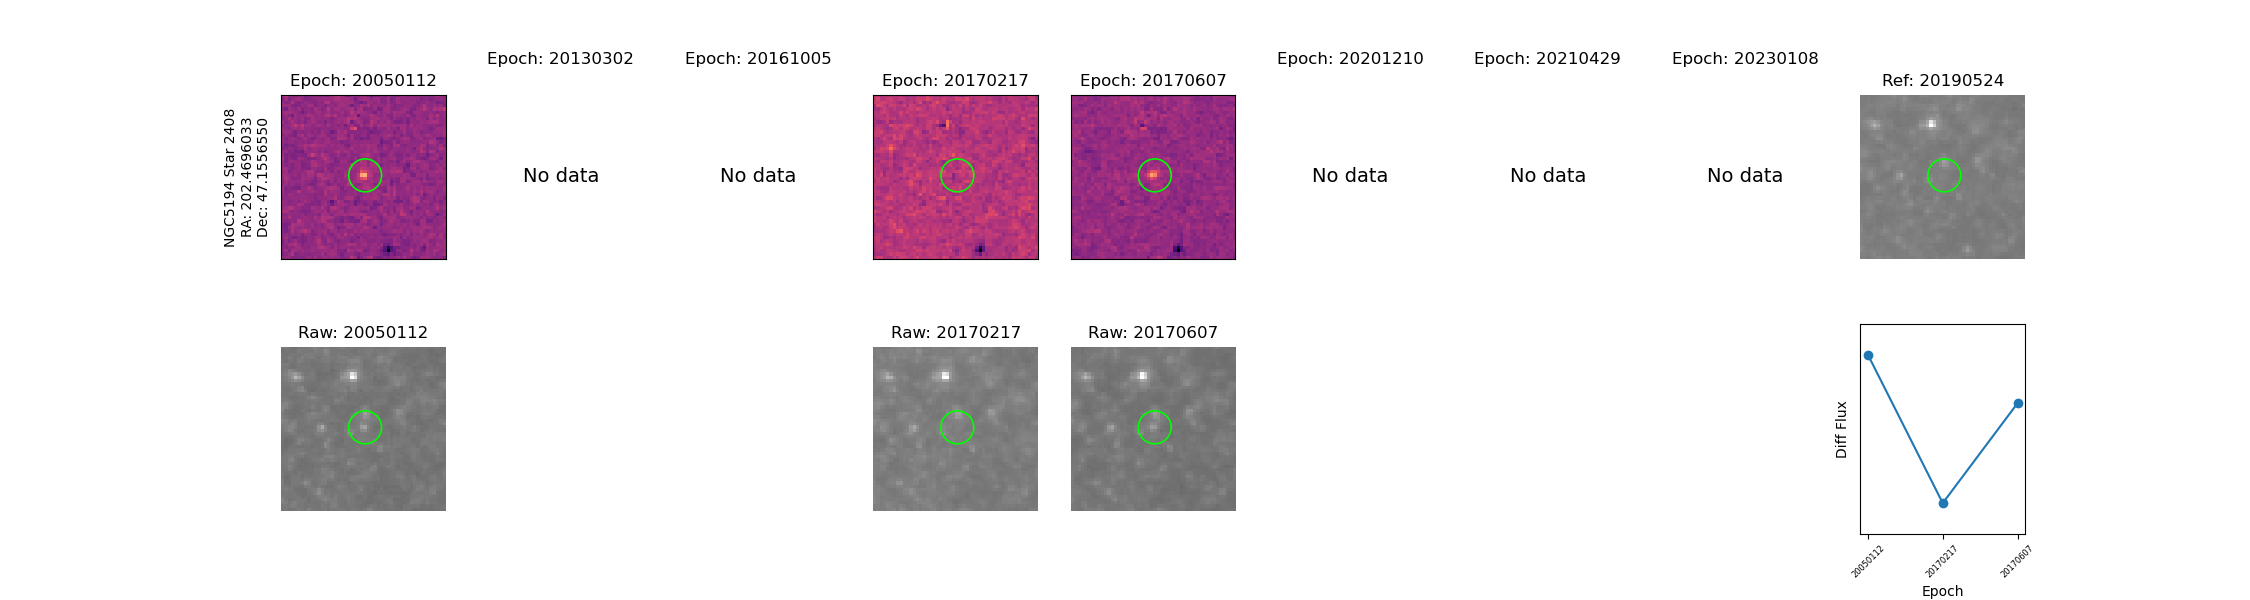 Epoch: 20050112
Epoch: 20130302
Epoch: 20161005
Epoch: 20170217
Epoch: 20170607
Epoch: 20201210
Epoch: 20210429
Epoch: 20230108
Ref: 20190524
NGC5194 Star 2408
RA: 202.4696033
Dec: 47.1556550
No data
No data
No data
No data
No data
Raw: 20050112
Raw: 20170217
Raw: 20170607
Diff Flux
20050112
20170217
20170607
Epoch